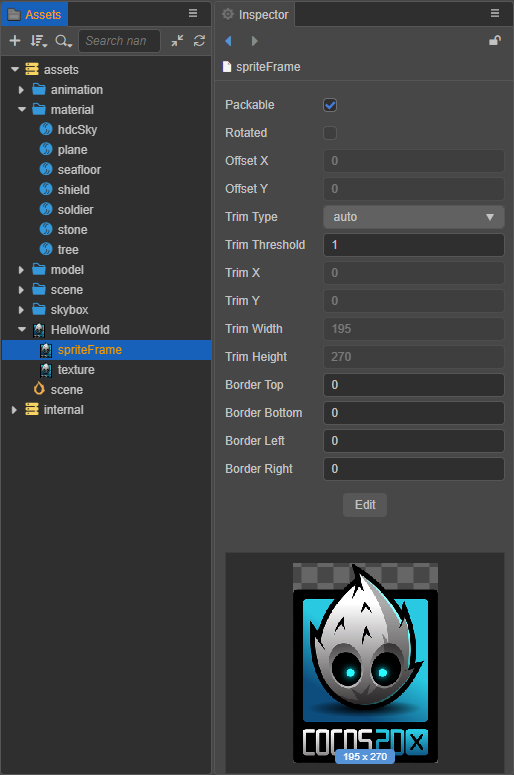 Assets
Search nan
assets
animation
material
hdcSky
plane
seafloor
shield
soldier
stone
tree
model
scene
skybox
HelloWorld
spriteFrame
texture
scene
internal
Inspector
spriteFrame
Packable
Rotated
Offset X 0
Offset Y 0
Trim Type auto
Trim Threshold 1
Trim X 0
Trim Y 0
Trim Width 195
Trim Height 270
Border Top 0
Border Bottom 0
Border Left 0
Border Right 0
Edit
COCOS2DX
195 x 270